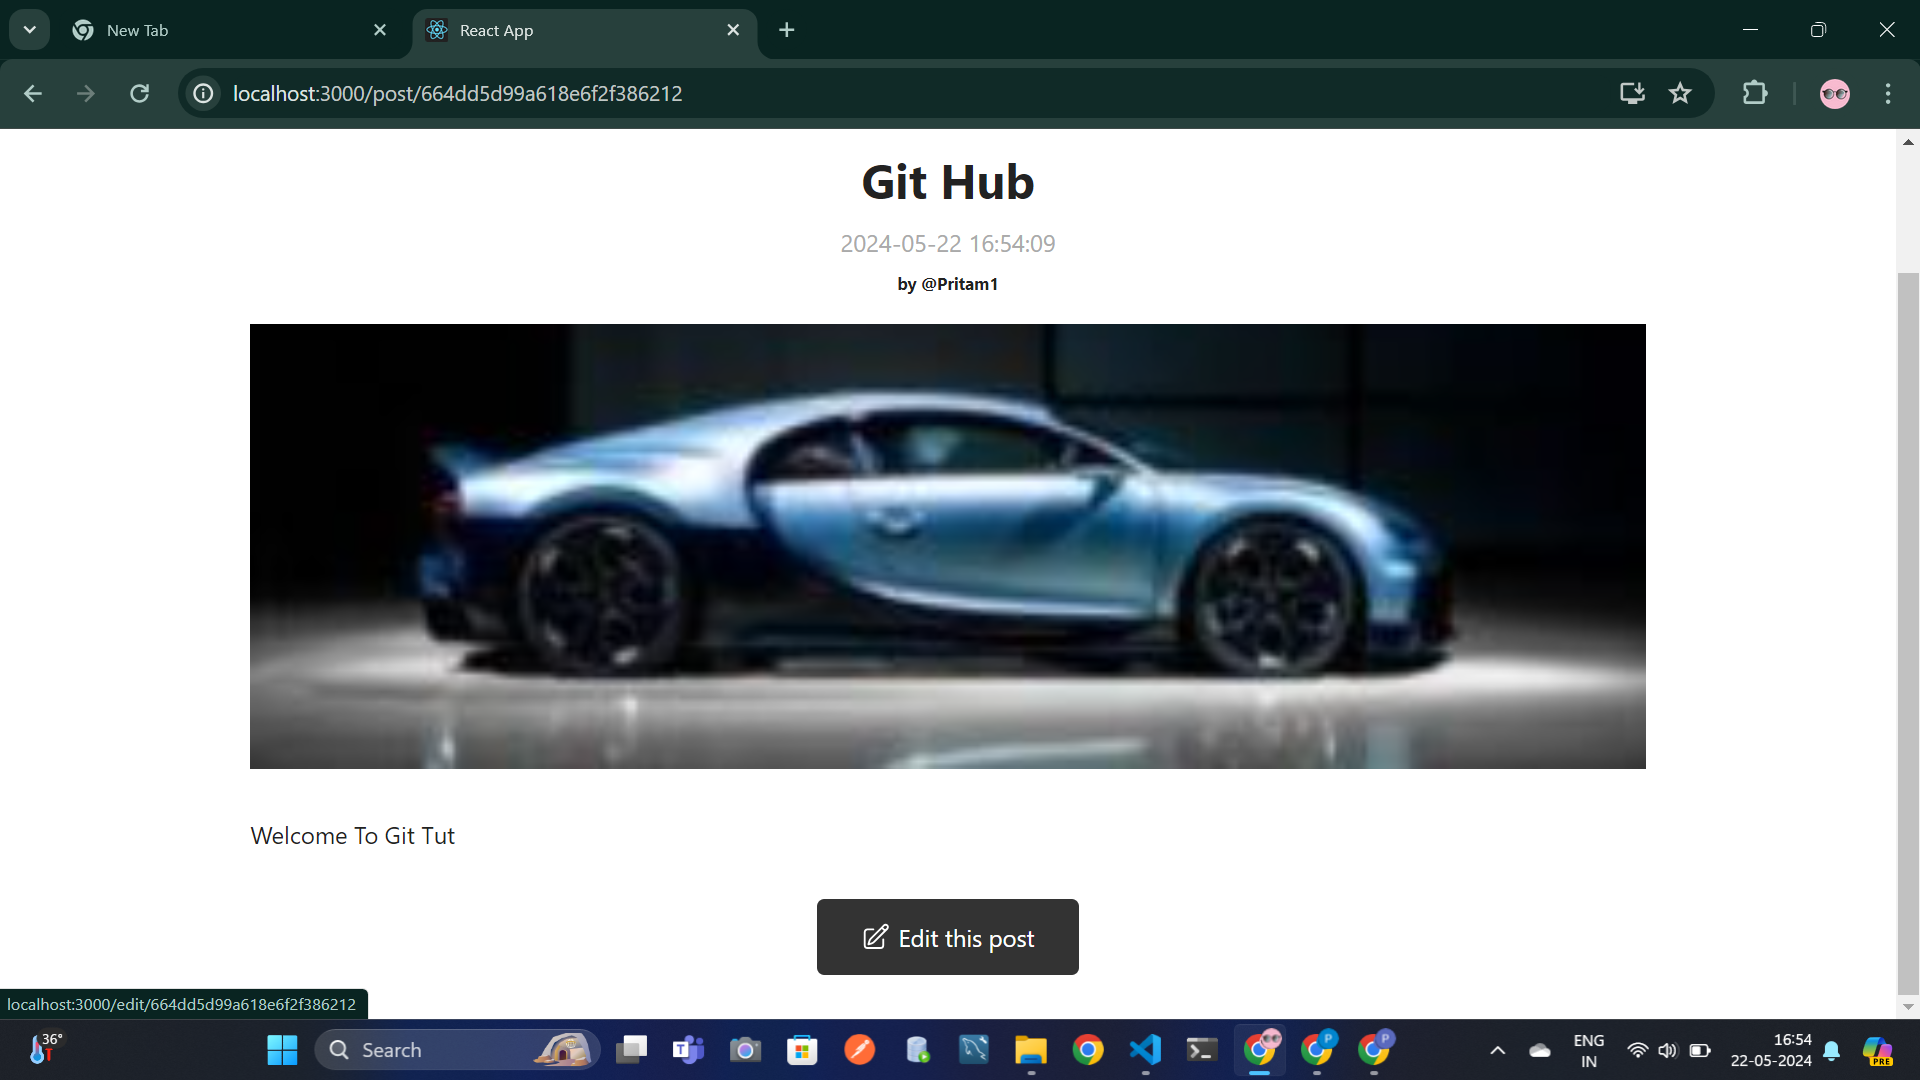 New Tab
React App
localhost:3000/post/664dd5d99a618e6f2f386212
Git Hub
2024-05-22 16:54:09
by @Pritam1
Welcome To Git Tut
Edit this post
localhost:3000/edit/664dd5d99a618e6f2f386212
36°
Search
T
P
P
ENG
IN
16:54
22-05-2024
PRE